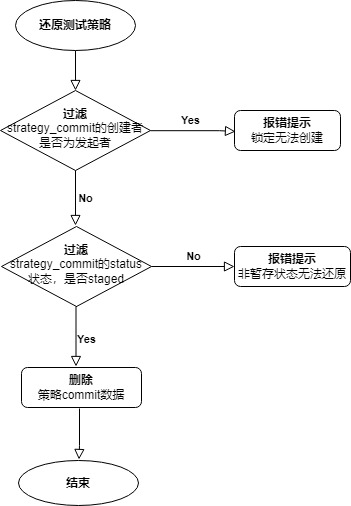 还原测试策略
过滤
strategy_commit的创建者
是否为发起者
Yes
报错提示
锁定无法创建
No
过滤
strategy_commit的status
状态，是否staged
No
报错提示
非暂存状态无法还原
Yes
删除
策略commit数据
结束